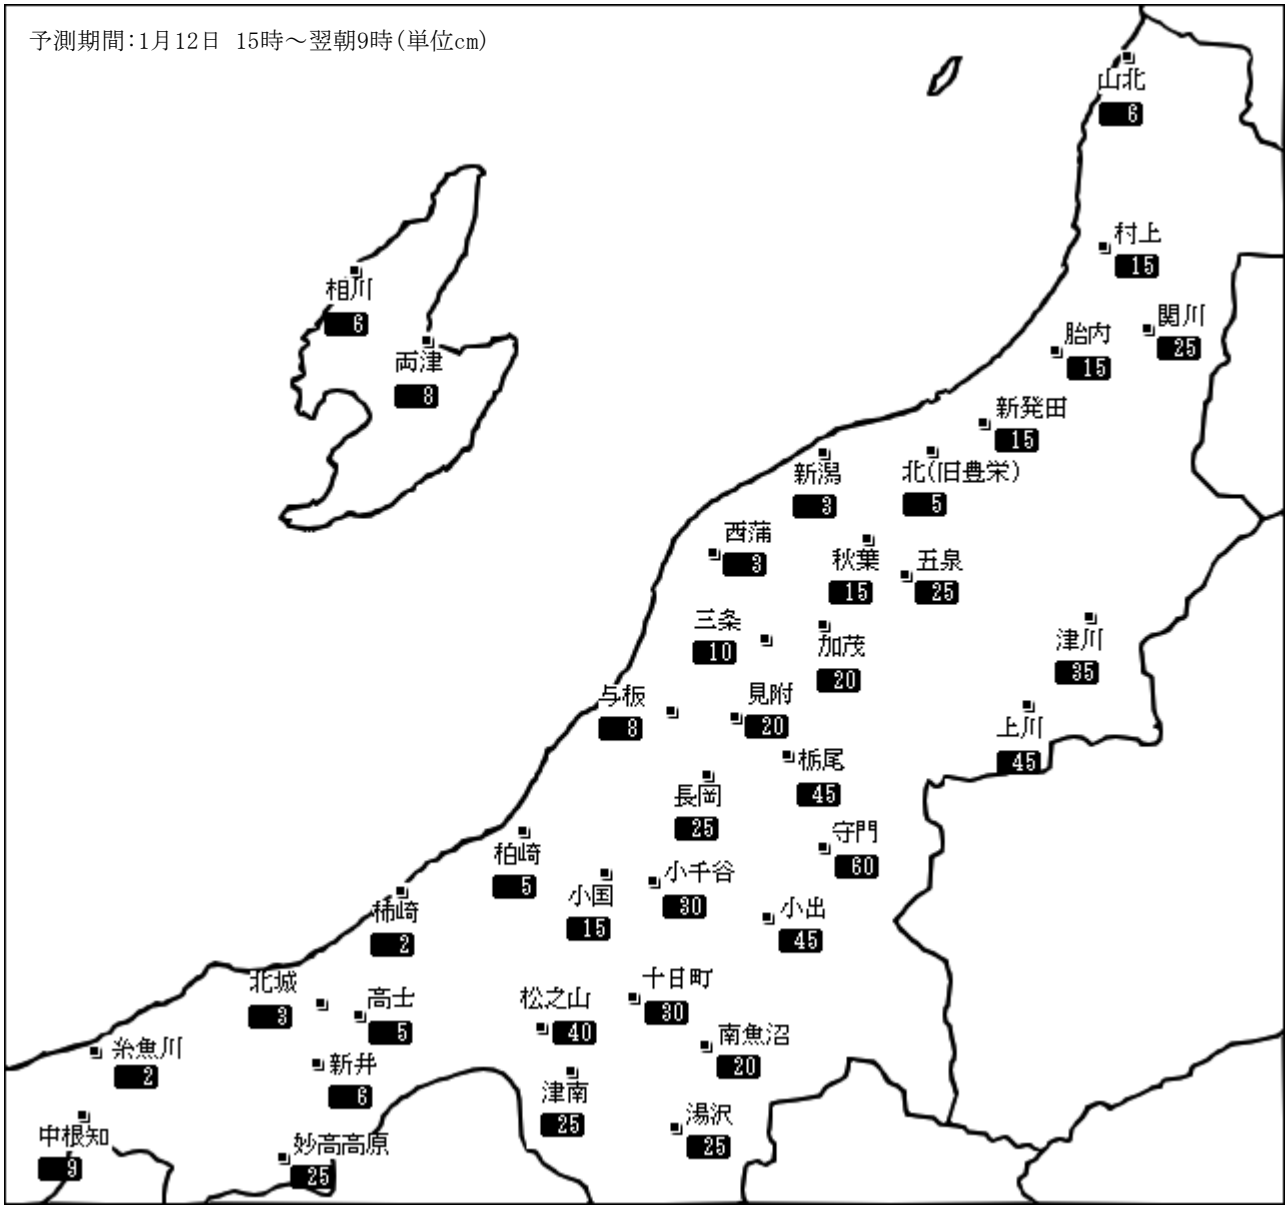 予測期間:1月12日 15時～翌朝9時(単位cm)
山北
6
村上
15
相川
6
関川
25
胎内
15
両津
8
新発田
15
新潟
3
北(旧豊栄)
5
西蒲
3
秋葉
15
五泉
25
三条
10
加茂
20
津川
35
与板
8
見附
20
上川
45
栃尾
45
長岡
25
守門
60
柏崎
5
小国
15
小千谷
30
小出
45
柿崎
2
北城
3
高士
5
松之山
40
十日町
30
南魚沼
20
糸魚川
2
新井
6
津南
25
湯沢
25
中根知
9
妙高高原
25